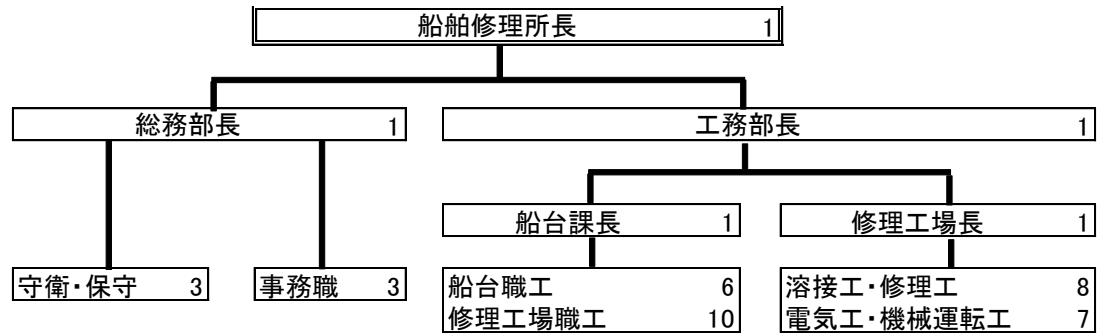 船舶修理所長 1
総務部長 1
工務部長 1
船台課長 1
修理工場長 1
守衛・保守 3
事務職 3
船台職工 6
修理工場職工 10
溶接工・修理工 8
電気工・機械運転工 7